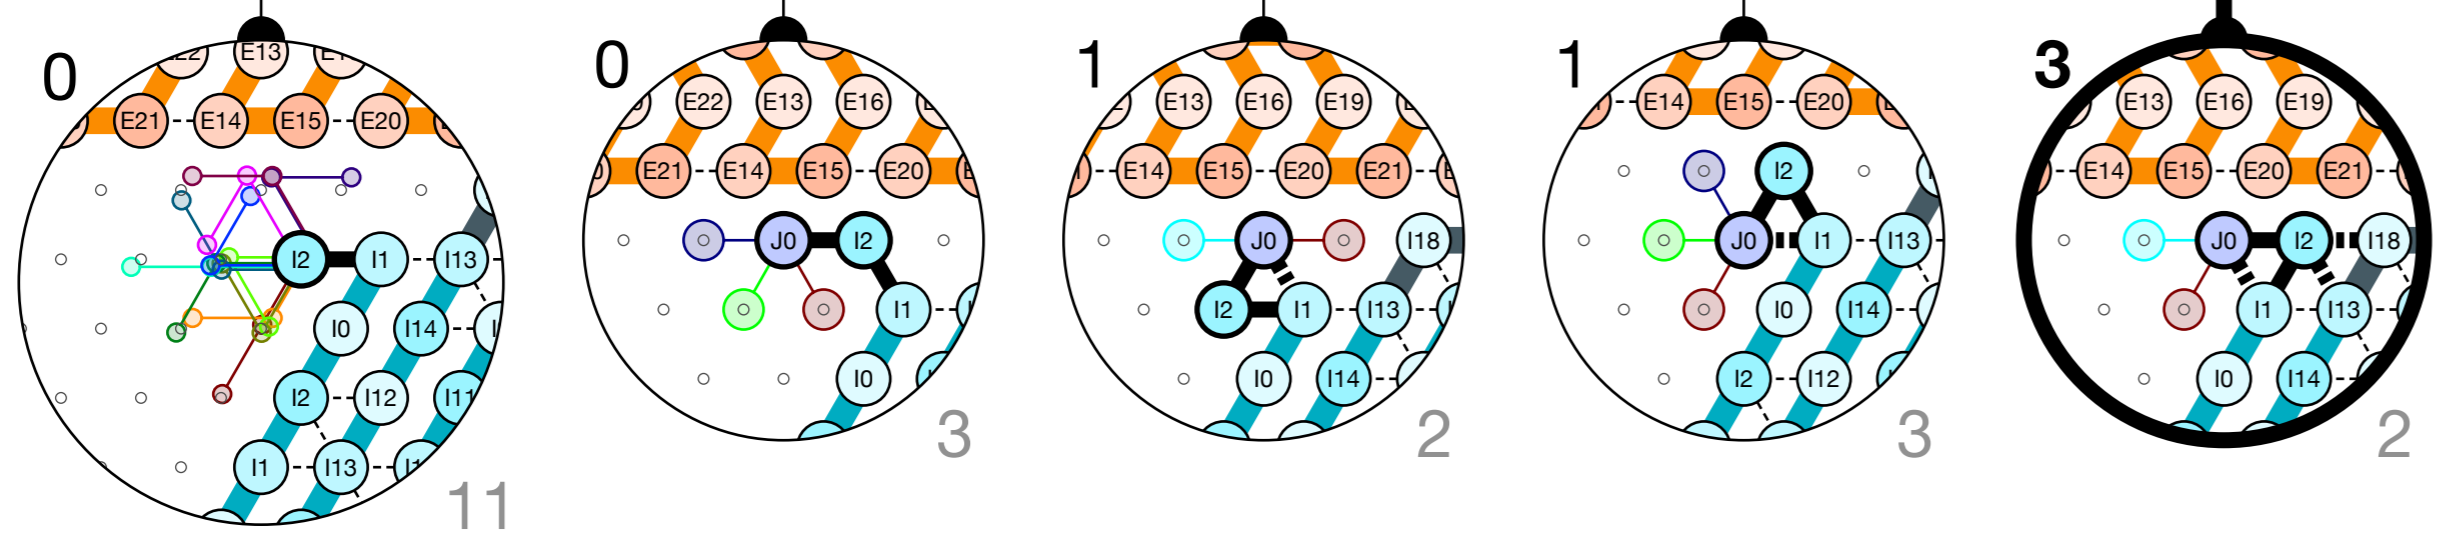 0
E13
E21 E14 E15 E20
I2 I1 I13
I0 I14
I2 I12 I11
I1 I13
11
0
E22 E13 E16
E21 E14 E15 E20
J0 I2
I1
I0
3
1
E13 E16 E19
E14 E15 E20 E21
J0 I18
I2 I1 I13
I0 I14
2
1
E14 E15 E20
I2
J0 I1 I13
I0 I14
I2 I12
3
3
E13 E16 E19
E14 E15 E20 E21
J0 I2 I18
I1 I13
I0 I14
2